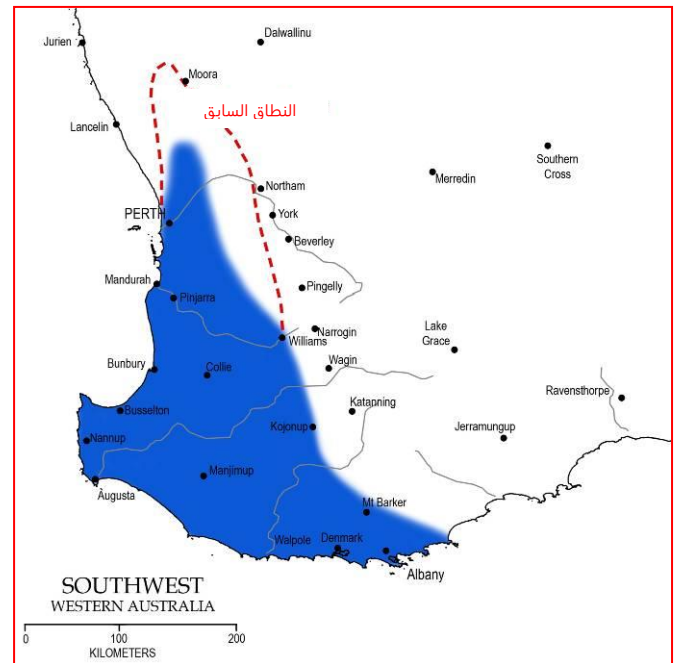 Dalwallinu
Jurien
Moora
النطاق السابق
Lancelin
Southern
Cross
Merredin
Northam
PERTH
York
Beverley
Mandurah
Pingelly
Pinjarra
Narrogin
Williams
Lake
Grace
Bunbury
Collie
Wagin
Ravensthorpe
Busselton
Katanning
Kojonup
Jerramungup
Nannup
Manjimup
Augusta
Mt Barker
Walpole
Denmark
Albany
SOUTHWEST
WESTERN AUSTRALIA
0 100 200
KILOMETERS